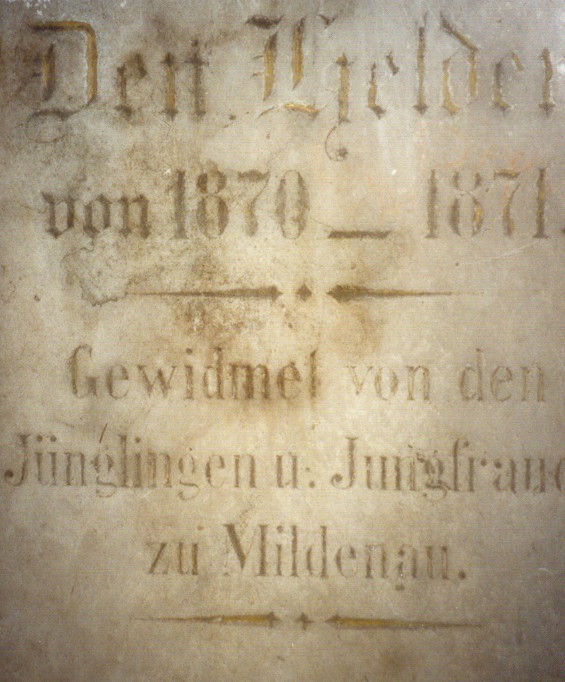 Den Helden
von 1870 — 1871.
Gewidmet von den
Jünglingen u. Jungfrauen
zu Mildenau.